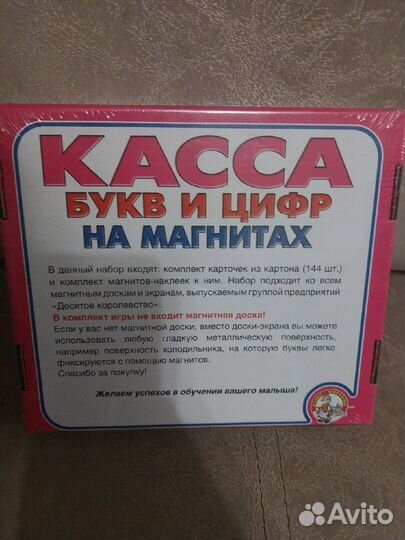 КАССА
БУКВ И ЦИФР
НА МАГНИТАХ
В данный набор входят: комплект карточек из картона (144 шт.)
и комплект магнитов-наклеек к ним. Набор подходит ко всем
магнитным доскам и экранам, выпускаемым группой предприятий
«Десятое королевство».
В комплект игры не входит магнитная доска!
Если у вас нет магнитной доски, вместо доски-экрана вы можете
использовать любую гладкую металлическую поверхность,
например поверхность холодильника, на которую буквы легко
фиксируются с помощью магнитов.
Спасибо за покупку!
Желаем успехов в обучении вашего малыша!
Avito